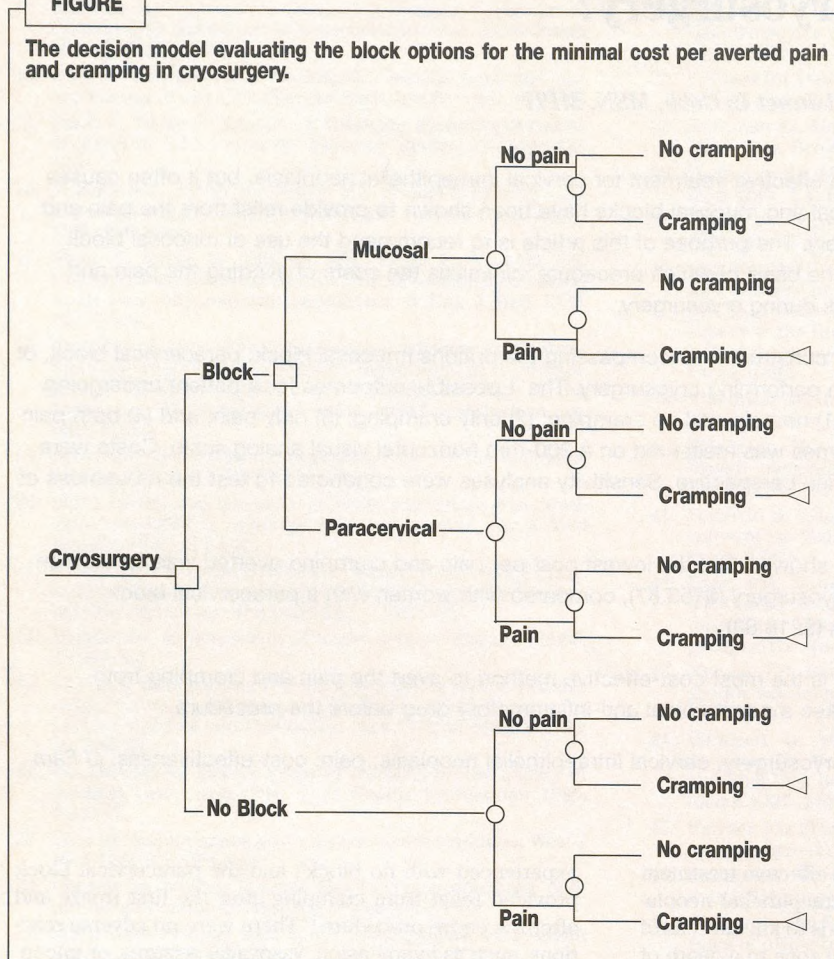 FIGURE
The decision model evaluating the block options for the minimal cost per averted pain
and cramping in cryosurgery.
No pain
No cramping
Cramping
Mucosal
No cramping
Pain
Cramping
Block
No pain
No cramping
Cramping
Paracervical
Cryosurgery
No cramping
Pain
Cramping
No pain
No cramping
Cramping
No Block
No cramping
Pain
Cramping